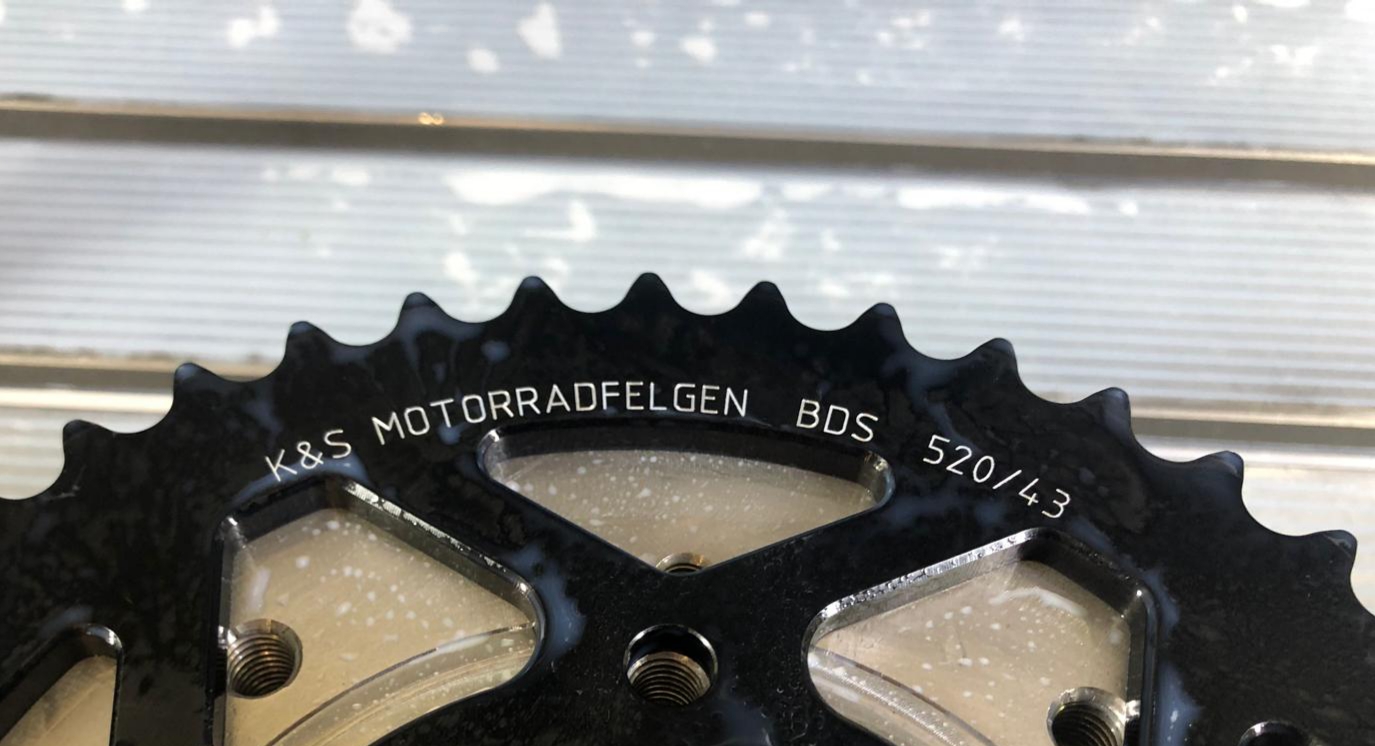 K&S MOTORRADFELGEN BDS 520/43